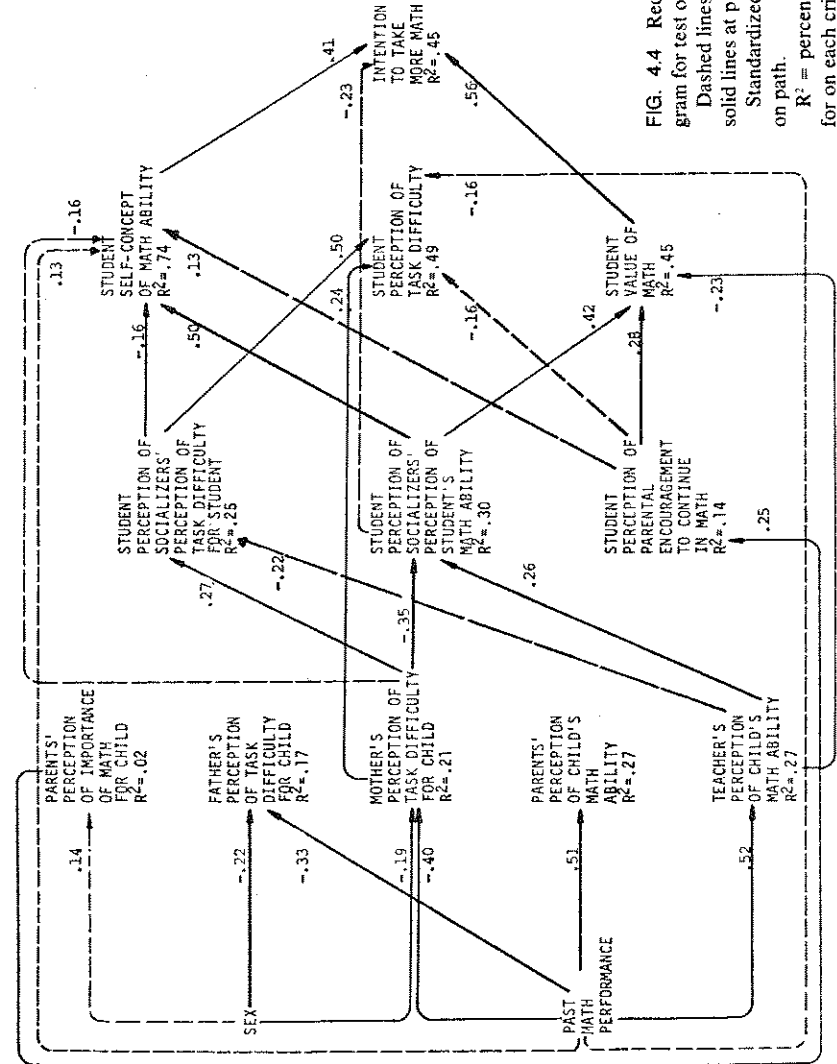 PARENTS'
PERCEPTION
OF IMPORTANCE
OF MATH
FOR CHILD
R²=.02
FATHER'S
PERCEPTION
OF TASK
DIFFICULTY
FOR CHILD
R²=.17
MOTHER'S
PERCEPTION OF
TASK DIFFICULTY
FOR CHILD
R²=.21
PARENTS'
PERCEPTION
OF CHILD'S
MATH
ABILITY
R²=.27
TEACHER'S
PERCEPTION
OF CHILD'S
MATH ABILITY
R²=.27
SEX
PAST
MATH
PERFORMANCE
.14
-.22
-.33
-.19
-.40
.51
.52
STUDENT
PERCEPTION OF
SOCIALIZERS'
PERCEPTION OF
TASK DIFFICULTY
FOR STUDENT
R²=.25
STUDENT
PERCEPTION OF
SOCIALIZERS'
PERCEPTION OF
STUDENT'S
MATH ABILITY
R²=.30
STUDENT
PERCEPTION OF
PARENTAL
ENCOURAGEMENT
TO CONTINUE
IN MATH
R²=.14
.27
-.22
-.35
.26
.25
STUDENT
SELF-CONCEPT
OF MATH ABILITY
R²=.74
STUDENT
PERCEPTION OF
TASK DIFFICULTY
R²=.49
STUDENT
VALUE OF
MATH
R²=.45
.13
-.16
-.16
.50
.13
.50
.24
-.16
-.16
.42
.28
-.23
INTENTION
TO TAKE
MORE MATH
R²=.45
.41
-.23
.56
FIG. 4.4 Rec
gram for test o
Dashed lines
solid lines at p
Standardized
on path.
R² = percen
for on each cri